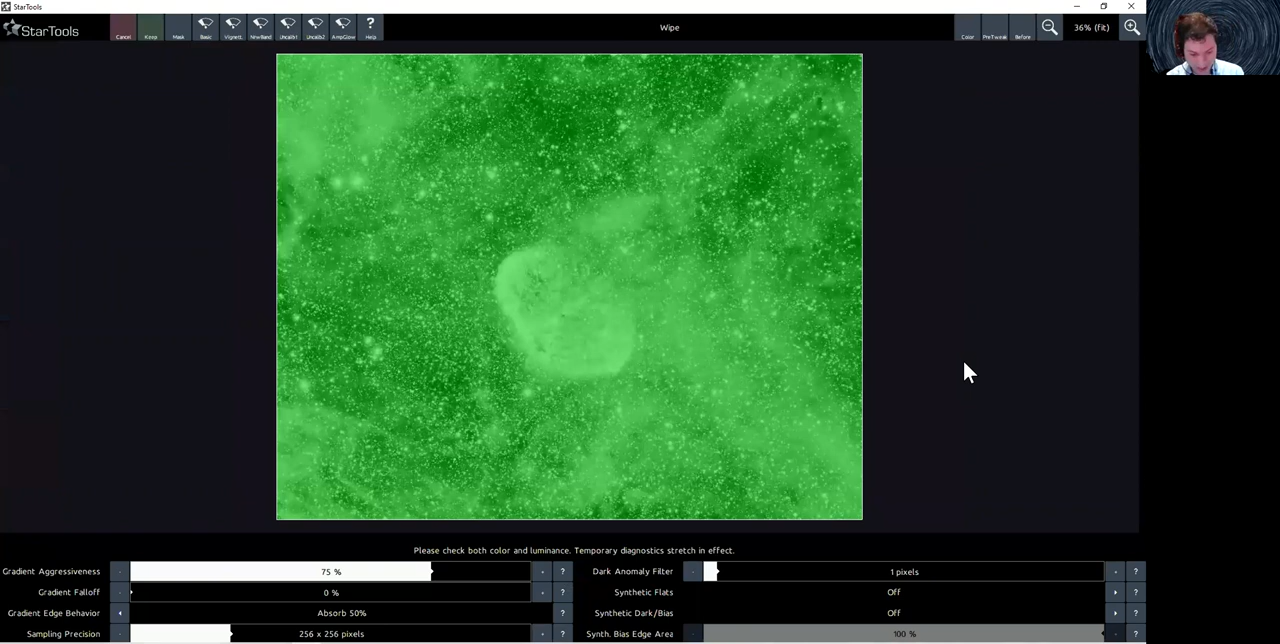 StarTools
StarTools
Cancel Keep Mask Basic Vignett. NewBand Uncalib1 Uncalib2 AmpGlow Help
?
Wipe
Color PreTweak Before 36% (fit)
Please check both color and luminance. Temporary diagnostics stretch in effect.
Gradient Aggressiveness - 75 % + ? Dark Anomaly Filter - 1 pixels + ?
Gradient Falloff - 0 % + ? Synthetic Flats Off ?
Gradient Edge Behavior Absorb 50% ? Synthetic Dark/Bias Off ?
Sampling Precision - 256 x 256 pixels + ? Synth. Bias Edge Area - 100 % + ?